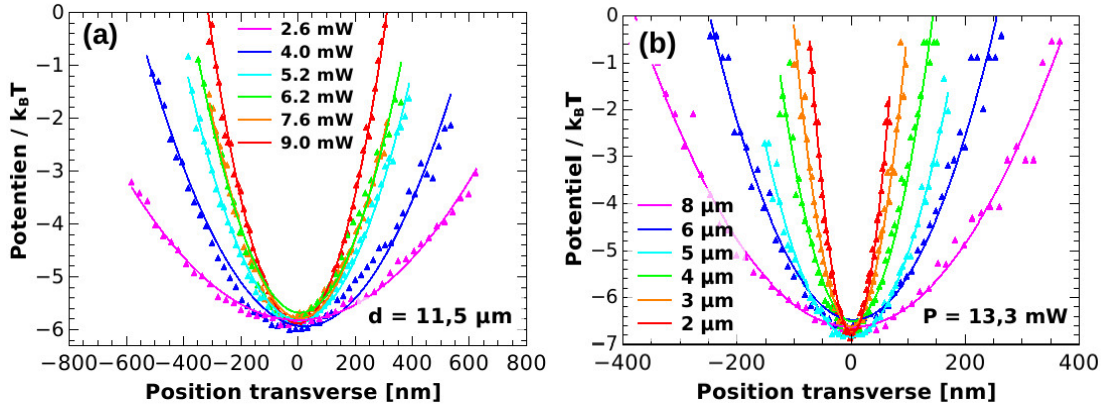 (a)
2.6 mW
4.0 mW
5.2 mW
6.2 mW
7.6 mW
9.0 mW
d = 11,5 µm
Potentien / kBT
0
−1
−2
−3
−4
−5
−6
−800 −600 −400 −200 0 200 400 600 800
Position transverse [nm]
(b)
8 µm
6 µm
5 µm
4 µm
3 µm
2 µm
P = 13,3 mW
Potentiel / kBT
0
−1
−2
−3
−4
−5
−6
−7
−400 −200 0 200 400
Position transverse [nm]